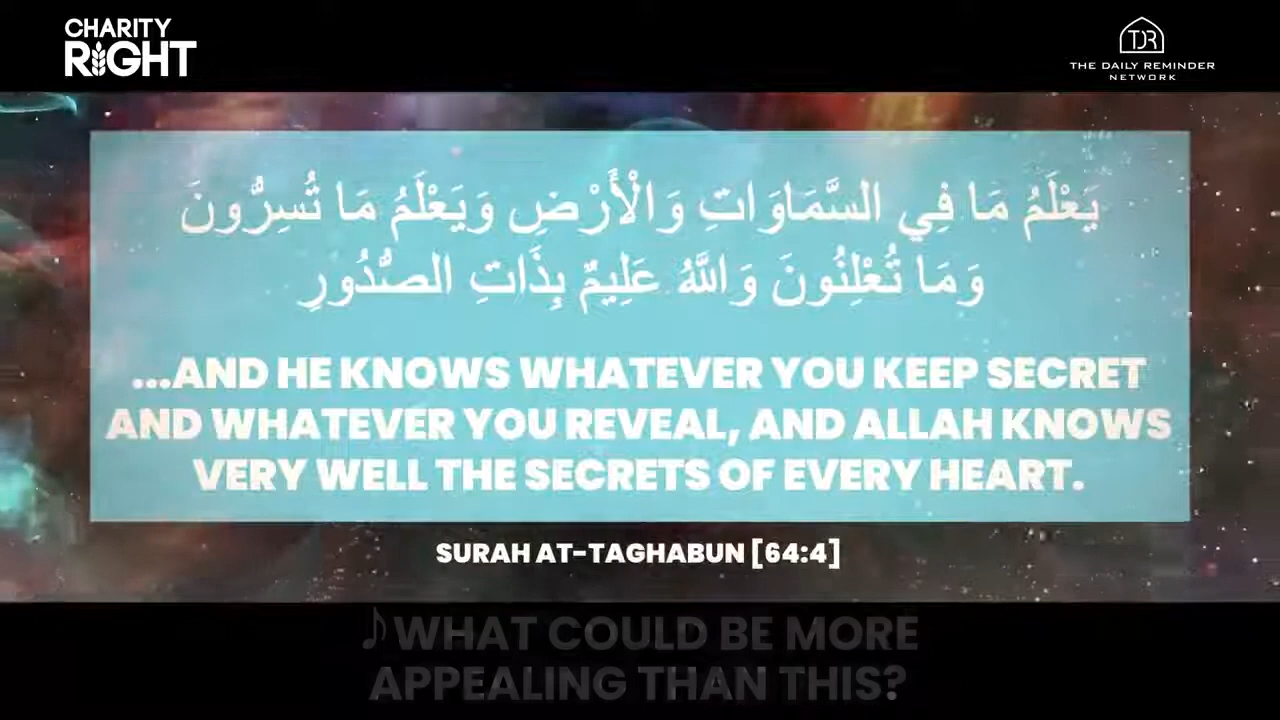 CHARITY
RIGHT
TDR
THE DAILY REMINDER
NETWORK
يَعْلَمُ مَا فِي السَّمَاوَاتِ وَالْأَرْضِ وَيَعْلَمُ مَا تُسِرُّونَ
وَمَا تُعْلِنُونَ وَاللَّهُ عَلِيمٌ بِذَاتِ الصُّدُورِ
...AND HE KNOWS WHATEVER YOU KEEP SECRET
AND WHATEVER YOU REVEAL, AND ALLAH KNOWS
VERY WELL THE SECRETS OF EVERY HEART.
SURAH AT-TAGHABUN [64:4]
♪WHAT COULD BE MORE
APPEALING THAN THIS?